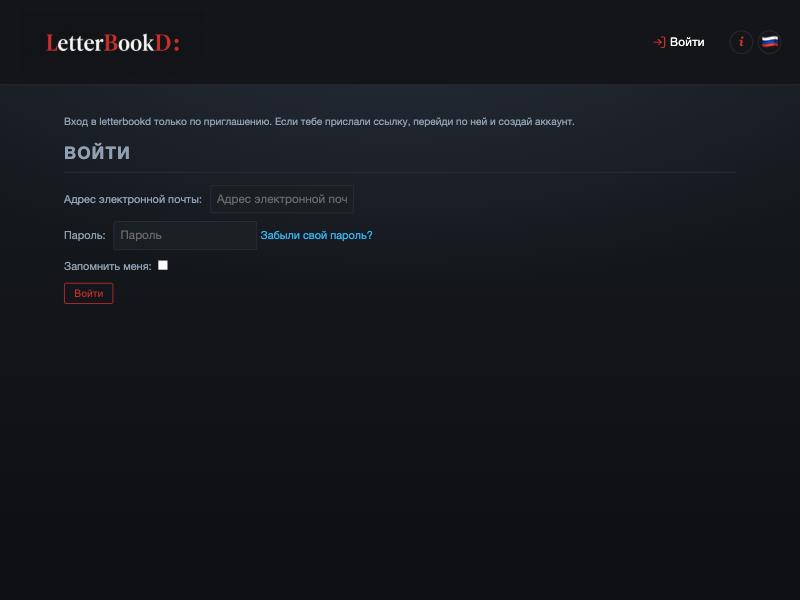 LetterBookD:
Войти
i
Вход в letterbookd только по приглашению. Если тебе прислали ссылку, перейди по ней и создай аккаунт.
ВОЙТИ
Адрес электронной почты: Адрес электронной поч
Пароль: Пароль Забыли свой пароль?
Запомнить меня:
Войти